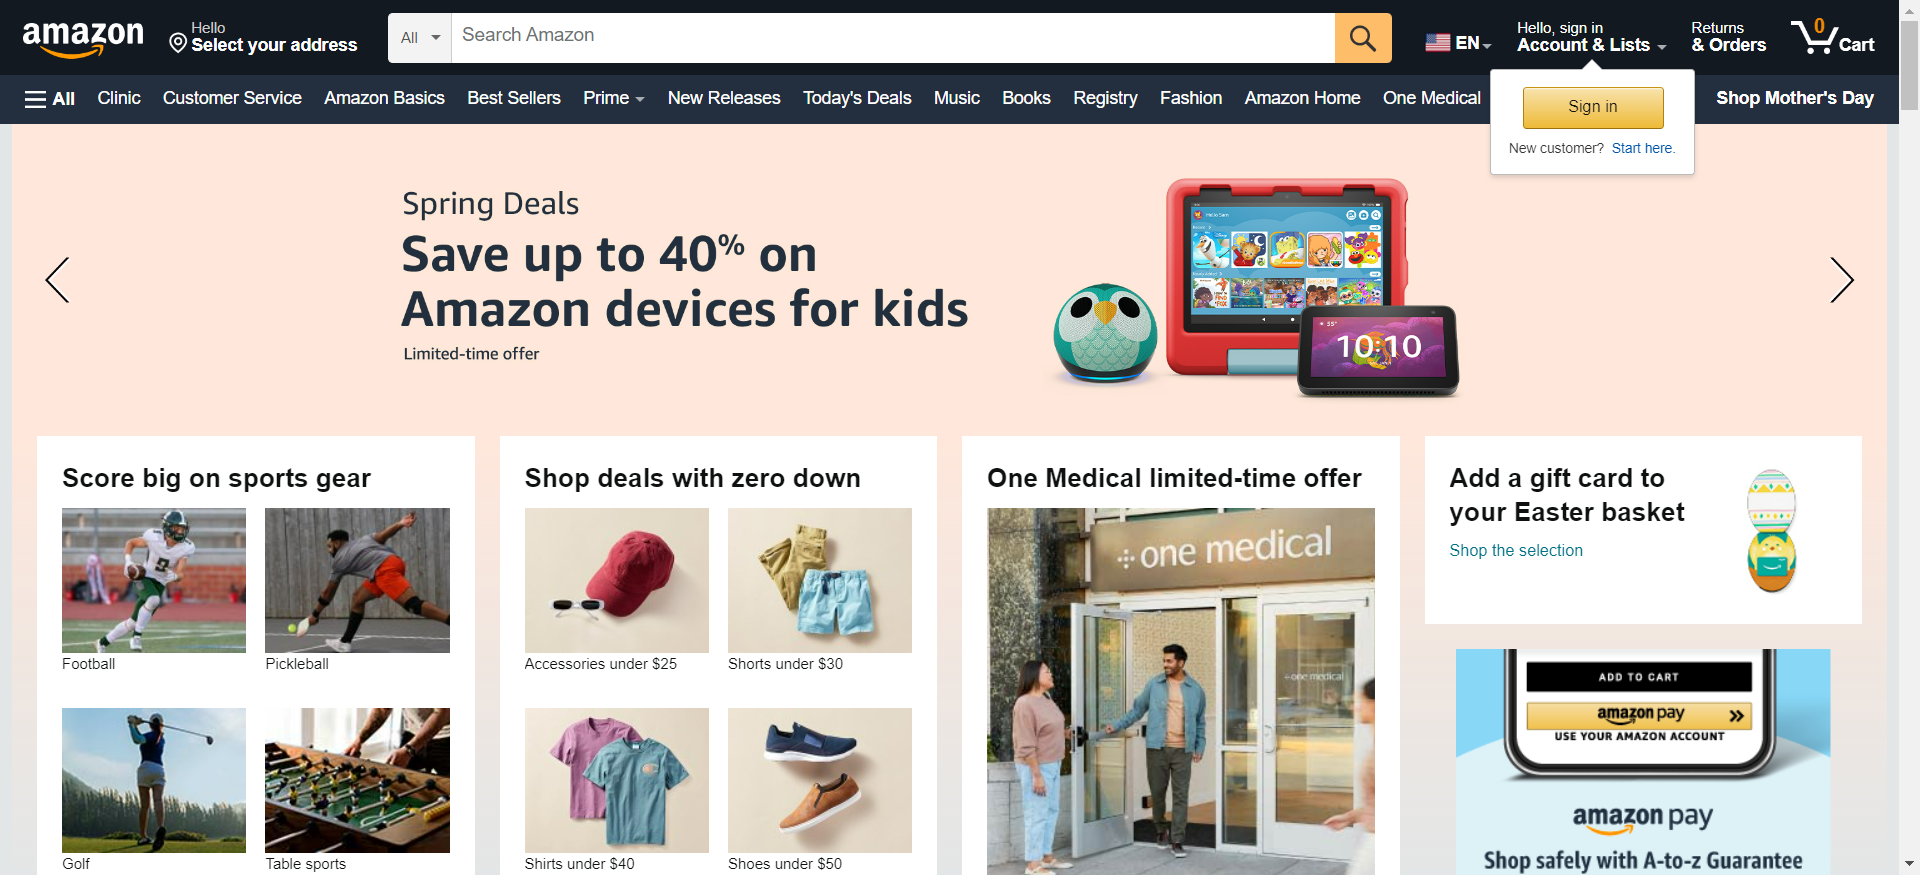 amazon
Hello
Select your address
All
Search Amazon
EN
Hello, sign in
Account & Lists
Returns
& Orders
0
Cart
All
Clinic
Customer Service
Amazon Basics
Best Sellers
Prime
New Releases
Today's Deals
Music
Books
Registry
Fashion
Amazon Home
One Medical
Shop Mother's Day
Sign in
New customer? Start here.
Spring Deals
Save up to 40% on
Amazon devices for kids
Limited-time offer
55°
10:10
Score big on sports gear
Football
Pickleball
Golf
Table sports
Shop deals with zero down
Accessories under $25
Shorts under $30
Shirts under $40
Shoes under $50
One Medical limited-time offer
one medical
one medical
Add a gift card to
your Easter basket
Shop the selection
ADD TO CART
amazon pay
USE YOUR AMAZON ACCOUNT
amazon pay
Shop safely with A-to-z Guarantee